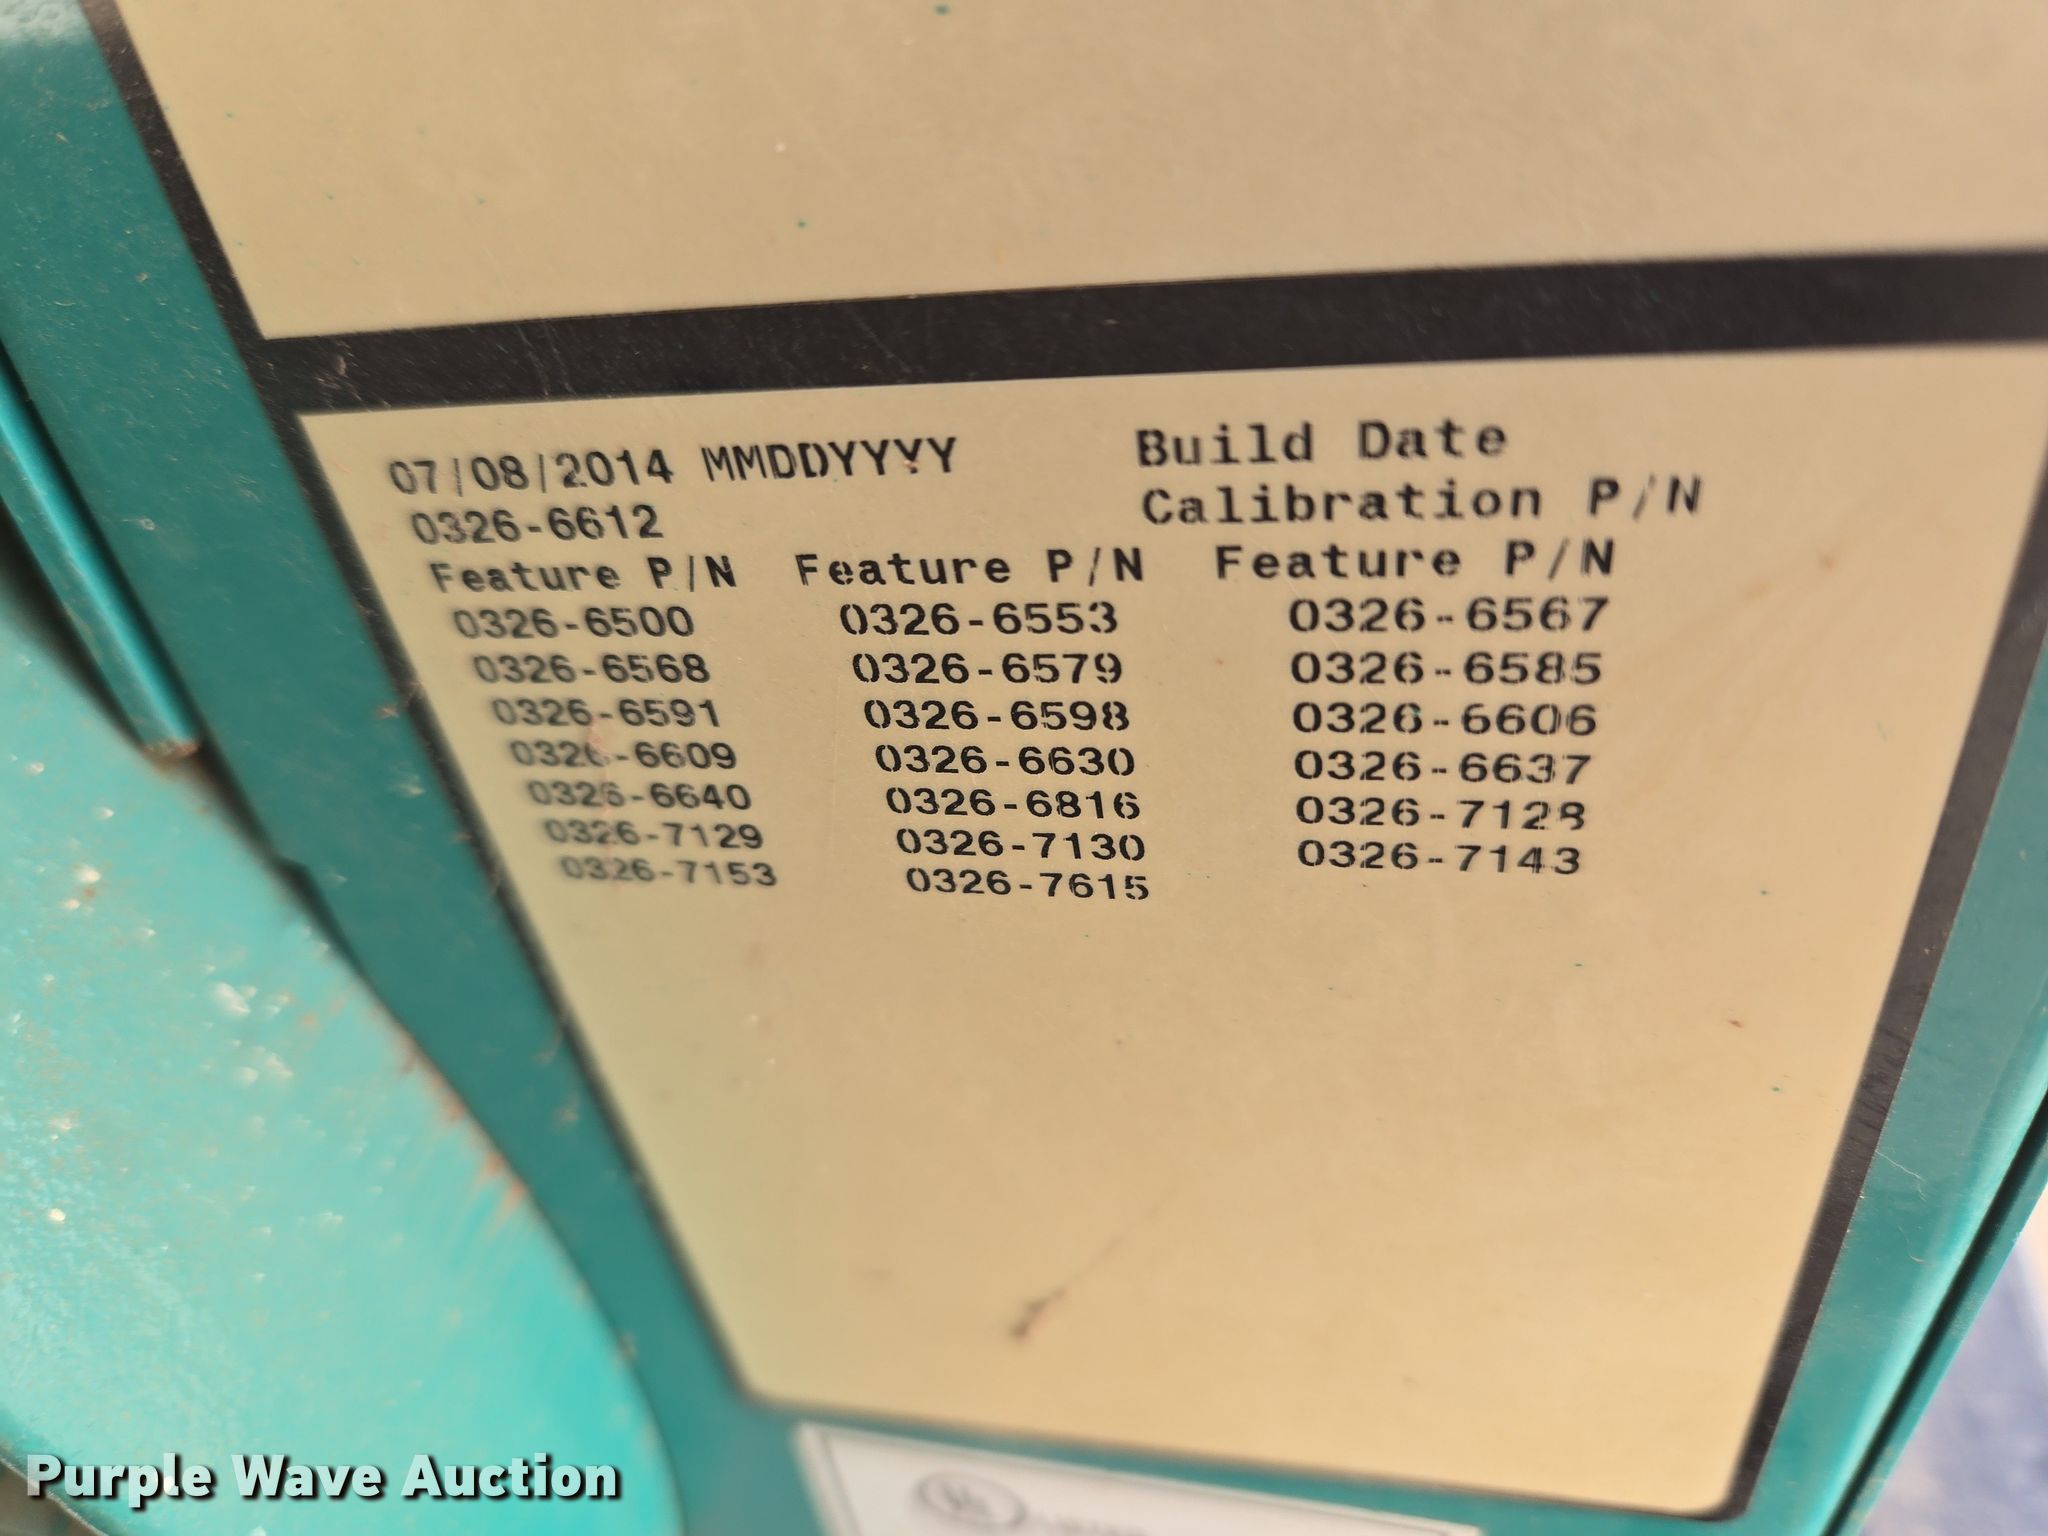 07/08/2014 MMDDYYYY Build Date
0326-6612 Calibration P/N
Feature P/N Feature P/N Feature P/N
0326-6500 0326-6553 0326-6567
0326-6568 0326-6579 0326-6585
0326-6591 0326-6598 0326-6606
0326-6609 0326-6630 0326-6637
0326-6640 0326-6816 0326-7128
0326-7129 0326-7130 0326-7143
0326-7153 0326-7615
Purple Wave Auction